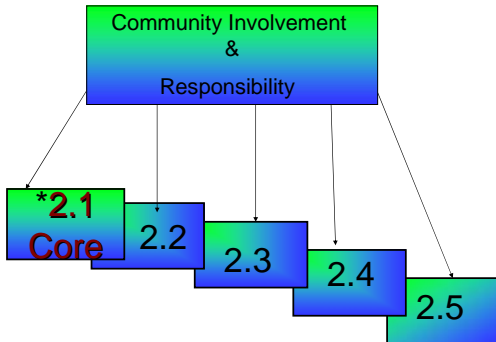 Community Involvement
&
Responsibility
*2.1
Core
2.2
2.3
2.4
2.5